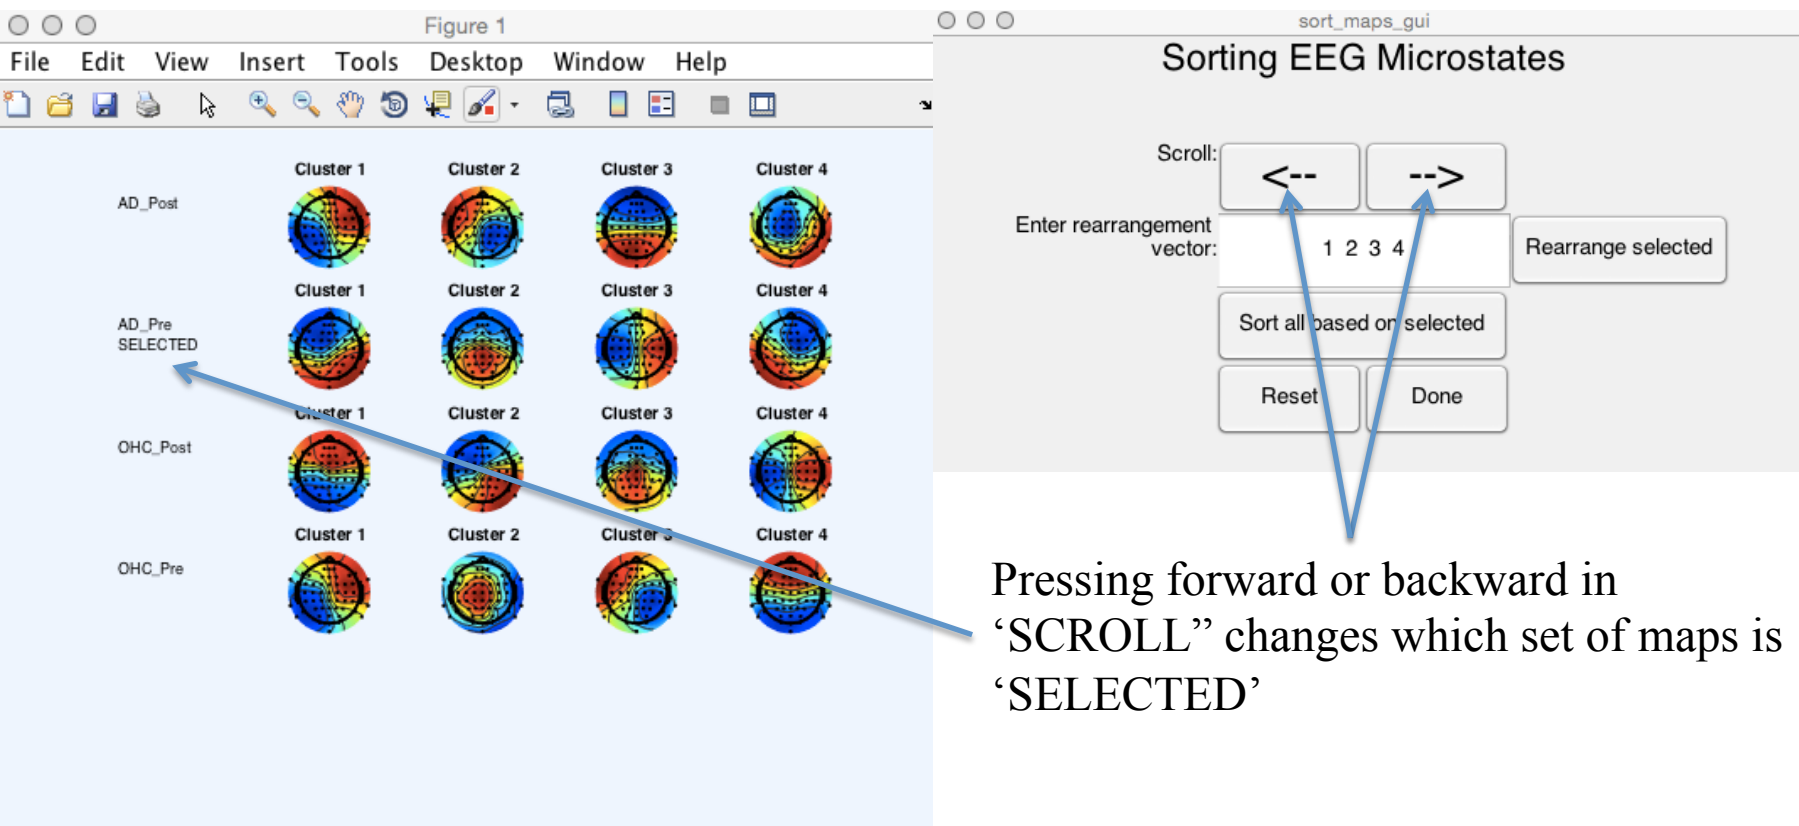 Figure 1
File Edit View Insert Tools Desktop Window Help
Cluster 1 Cluster 2 Cluster 3 Cluster 4
AD_Post
Cluster 1 Cluster 2 Cluster 3 Cluster 4
AD_Pre
SELECTED
Cluster 1 Cluster 2 Cluster 3 Cluster 4
OHC_Post
Cluster 1 Cluster 2 Cluster 3 Cluster 4
OHC_Pre
sort_maps_gui
Sorting EEG Microstates
Scroll:
<-- -->
Enter rearrangement
vector:
1 2 3 4
Rearrange selected
Sort all based on selected
Reset Done
Pressing forward or backward in
‘SCROLL” changes which set of maps is
‘SELECTED’